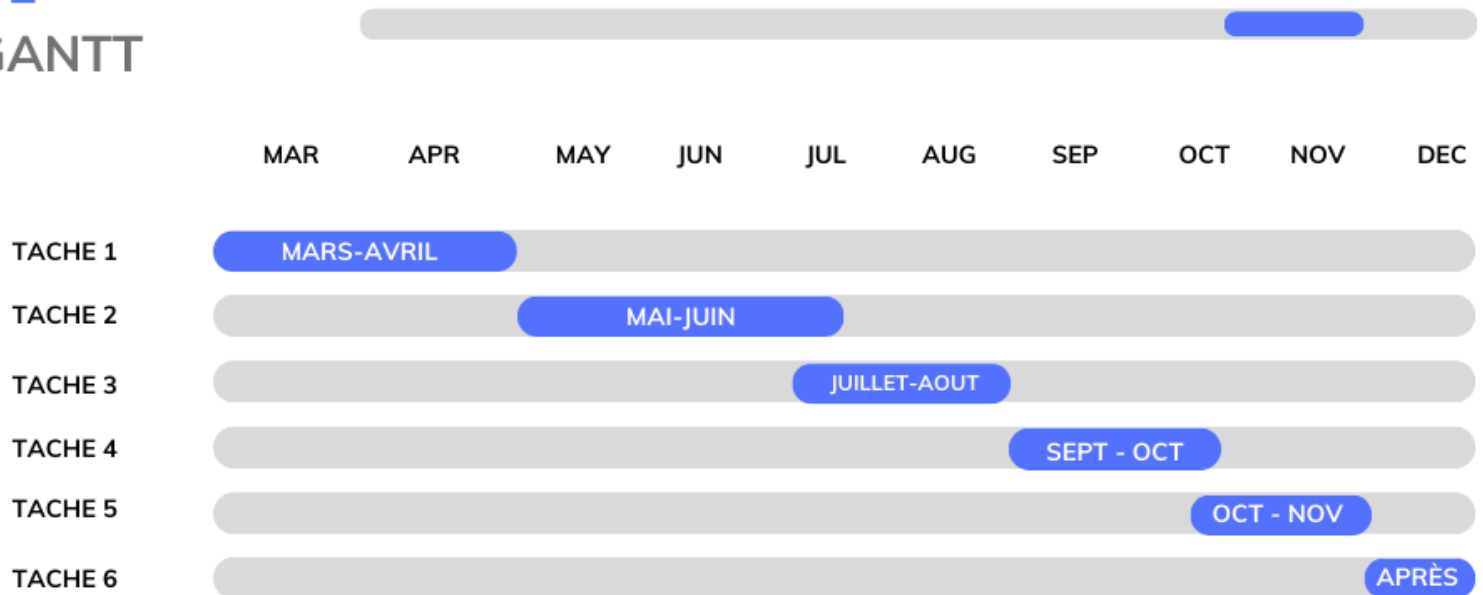 GANTT
MAR APR MAY JUN JUL AUG SEP OCT NOV DEC
TACHE 1 MARS-AVRIL
TACHE 2 MAI-JUIN
TACHE 3 JUILLET-AOUT
TACHE 4 SEPT - OCT
TACHE 5 OCT - NOV
TACHE 6 APRÈS